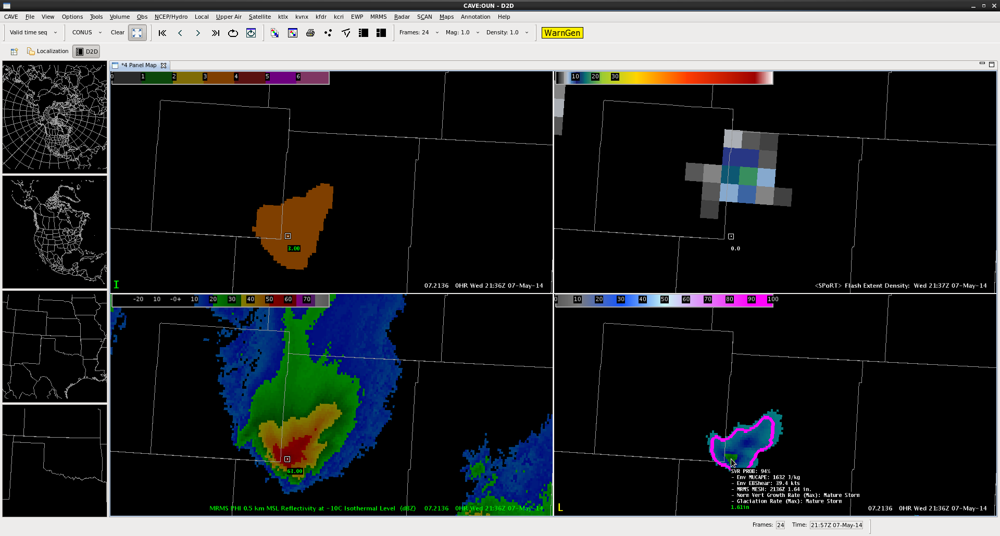 CAVE:OUN - D2D
CAVE File View Options Tools Volume Obs NCEP/Hydro Local Upper Air Satellite ktlx kvnx kfdr kcri EWP MRMS Radar SCAN Maps Annotation Help
Valid time seq CONUS Clear Frames: 24 Mag: 1.0 Density: 1.0 WarnGen
Localization D2D
*4 Panel Map
0 1 2 3 4 5 6
10 20 30
3.00
0.0
I
07.2136 0HR Wed 21:36Z 07-May-14
<SPoRT> Flash Extent Density: Wed 21:37Z 07-May-14
-20 10 -0+ 10 20 30 40 50 60 70
0 10 20 30 40 50 60 70 80 90 100
63.00
SVR PROB: 94%
- Env MUCAPE: 1632 J/kg
- Env EBShear: 39.4 kts
- MRMS MESH: 2136Z 1.64 in.
- Norm Vert Growth Rate (Max): Mature Storm
- Glaciation Rate (Max): Mature Storm
1.61in
MRMS PHI 0.5 km MSL Reflectivity at -10C Isothermal Level (dBZ) 07.2136 0HR Wed 21:36Z 07-May-14
L
07.2136 0HR Wed 21:36Z 07-May-14
Frames: 24 Time: 21:57Z 07-May-14